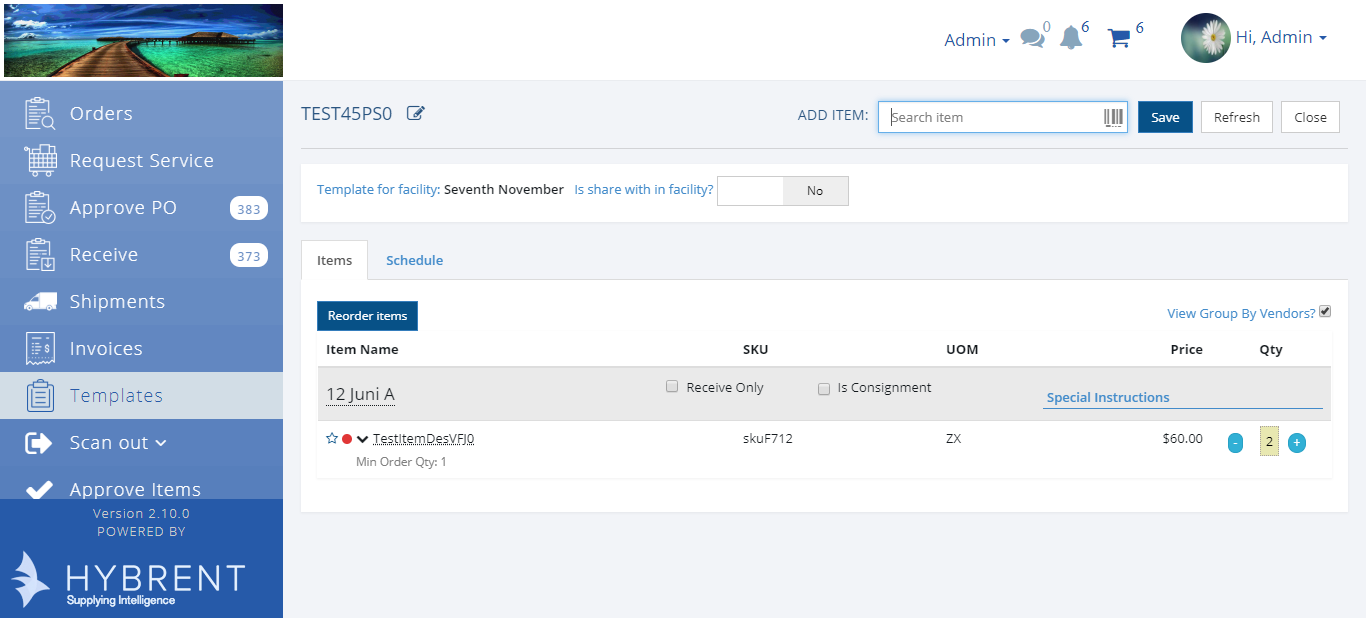 Admin 0 6 6 Hi, Admin
Orders
Request Service
Approve PO 383
Receive 373
Shipments
Invoices
Templates
Scan out
Approve Items
Version 2.10.0
POWERED BY
HYBRENT
Supplying Intelligence
TEST45PS0 ADD ITEM: Search item Save Refresh Close
Template for facility: Seventh November Is share with in facility? No
Items Schedule
Reorder items View Group By Vendors?
Item Name SKU UOM Price Qty
12 Juni A Receive Only Is Consignment Special Instructions
TestItemDesVFJ0 skuF712 ZX $60.00 - 2 +
Min Order Qty: 1